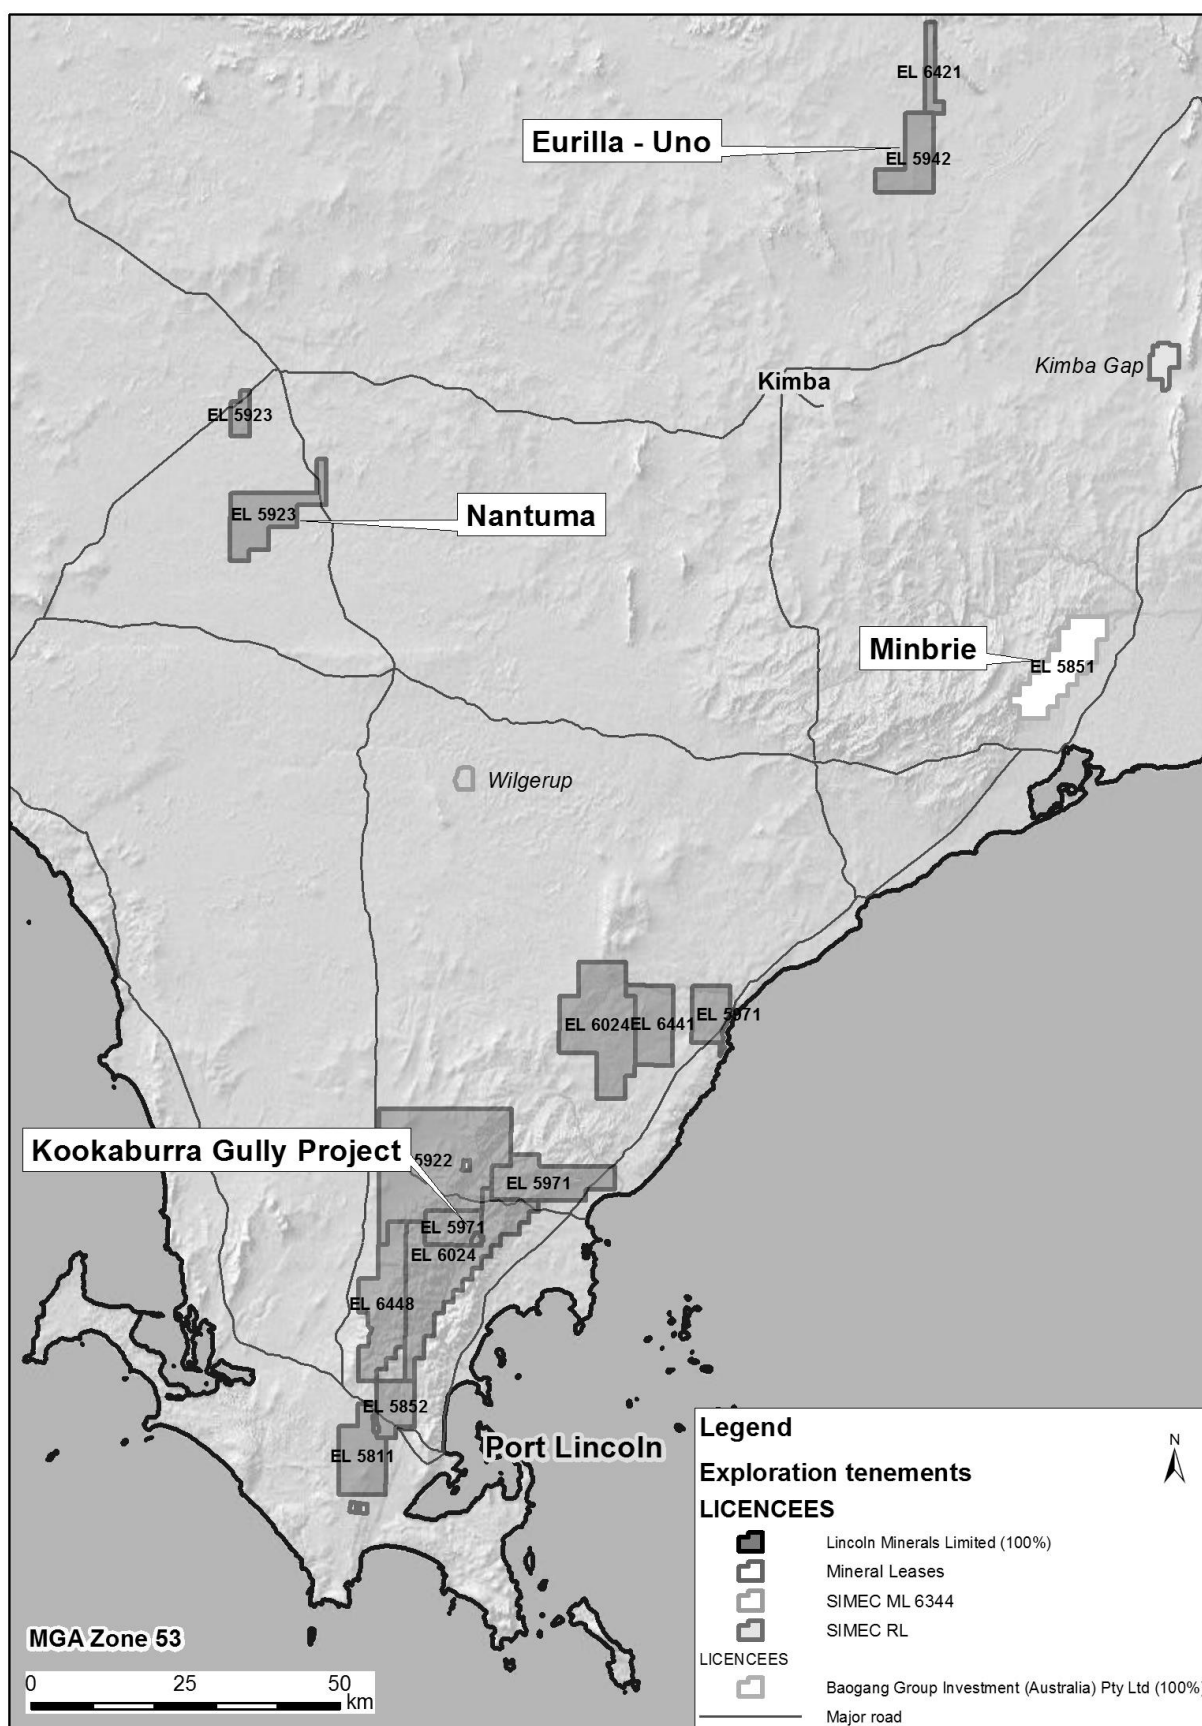 EL 6421
Eurilla - Uno
EL 5942
Kimba Gap
Kimba
EL 5923
EL 5923
Nantuma
Minbrie
EL 5851
Wilgerup
EL 5971
EL 6024
EL 6441
Kookaburra Gully Project
5922
EL 5971
EL 5971
EL 6024
EL 6448
EL 5852
Port Lincoln
EL 5811
Legend
N
Exploration tenements
LICENCEES
Lincoln Minerals Limited (100%)
Mineral Leases
SIMEC ML 6344
SIMEC RL
LICENCEES
Baogang Group Investment (Australia) Pty Ltd (100%)
Major road
MGA Zone 53
0 25 50
km